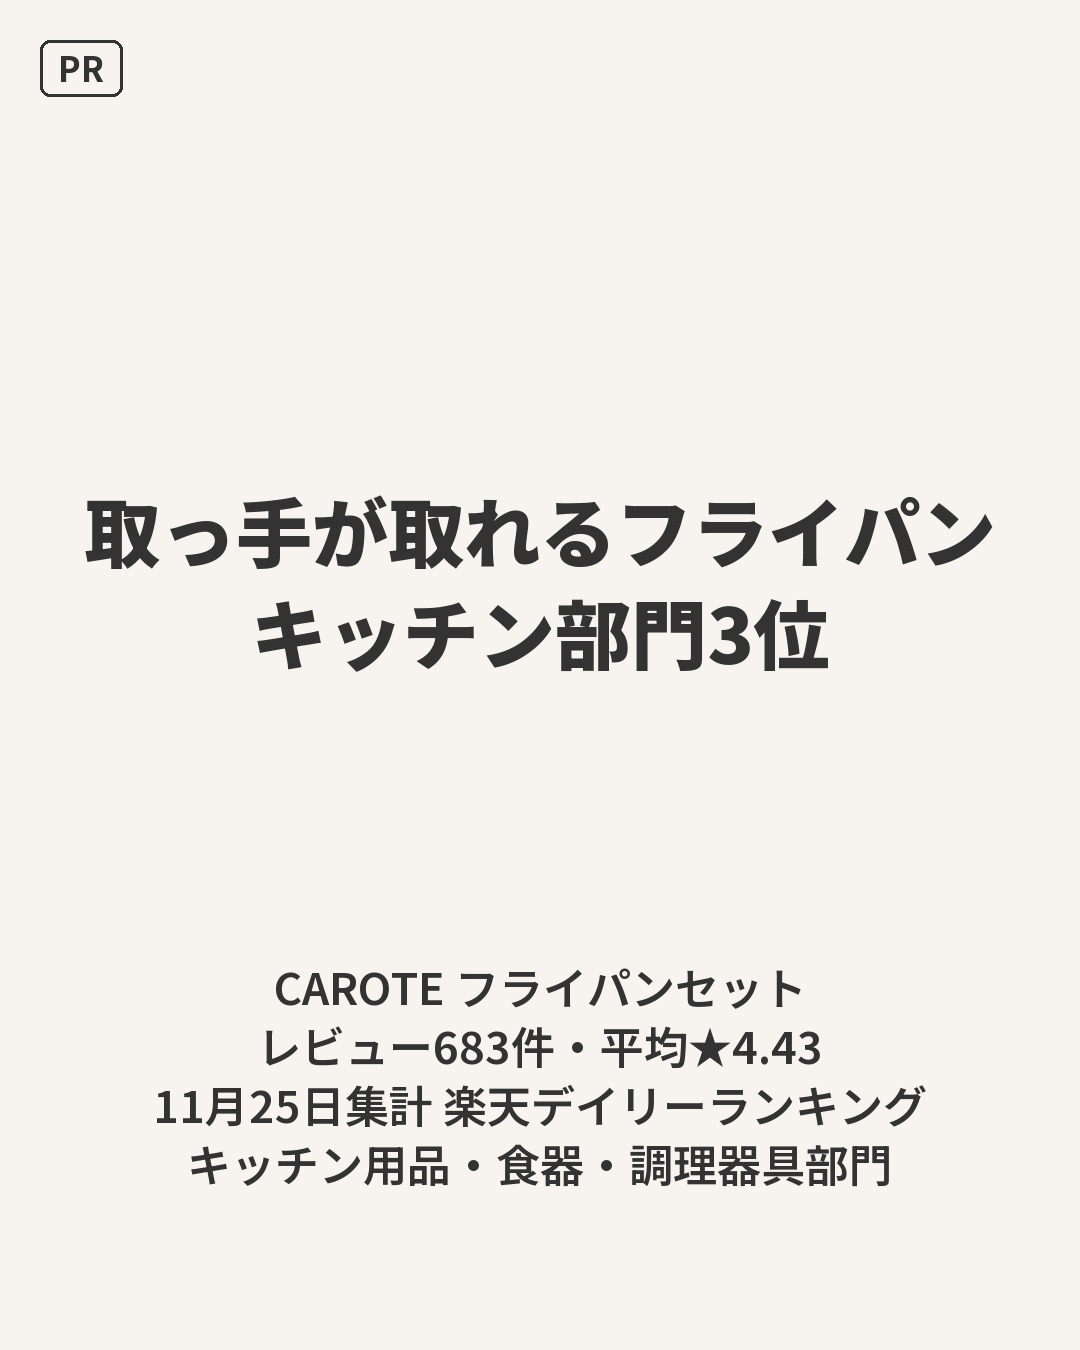 PR
取っ手が取れるフライパン
キッチン部門3位
CAROTE フライパンセット
レビュー683件・平均★4.43
11月25日集計 楽天デイリーランキング
キッチン用品・食器・調理器具部門